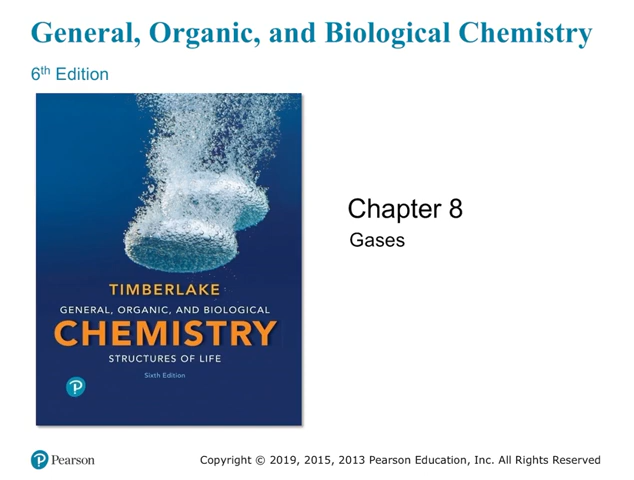 General, Organic, and Biological Chemistry
6th Edition
Chapter 8
Gases
TIMBERLAKE
GENERAL, ORGANIC, AND BIOLOGICAL
CHEMISTRY
STRUCTURES OF LIFE
Sixth Edition
P
P Pearson
Copyright © 2019, 2015, 2013 Pearson Education, Inc. All Rights Reserved